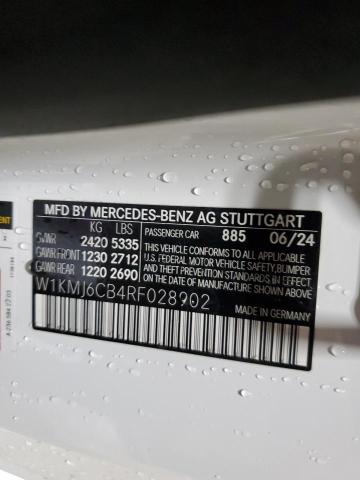 MFD BY MERCEDES-BENZ AG STUTTGART
KG LBS PASSENGER CAR 885 06/24
GVWR 2420 5335 THIS VEHICLE CONFORMS TO ALL APPLICABLE
GAWR FRONT 1230 2712 U.S. FEDERAL MOTOR VEHICLE SAFETY, BUMPER
GAWR REAR 1220 2690 AND THEFT PREVENTION STANDARDS IN EFFECT
ON THE DATE OF MANUFACTURE SHOWN ABOVE.
W1KMJ6CB4RF028902
MADE IN GERMANY